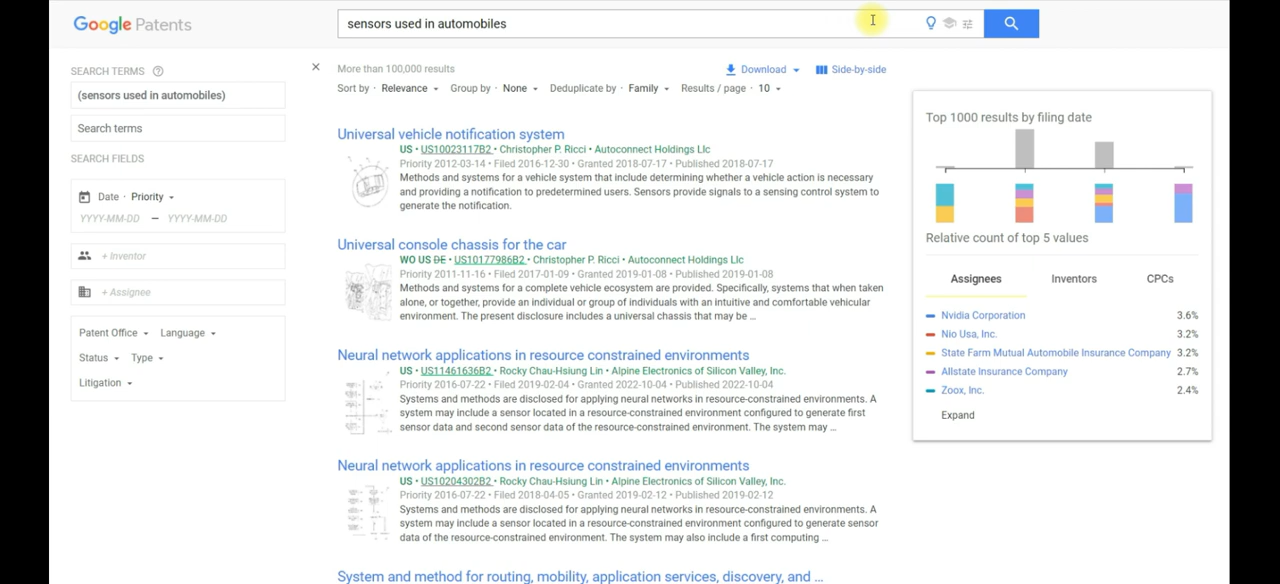 Google Patents
sensors used in automobiles
SEARCH TERMS
(sensors used in automobiles)
Search terms
SEARCH FIELDS
Date · Priority
YYYY-MM-DD — YYYY-MM-DD
+ Inventor
+ Assignee
Patent Office Language
Status Type
Litigation
More than 100,000 results
Download Side-by-side
Sort by · Relevance Group by · None Deduplicate by · Family Results / page · 10
Universal vehicle notification system
US • US10023117B2 • Christopher P. Ricci • Autoconnect Holdings Llc
Priority 2012-03-14 • Filed 2016-12-30 • Granted 2018-07-17 • Published 2018-07-17
Methods and systems for a vehicle system that include determining whether a vehicle action is necessary
and providing a notification to predetermined users. Sensors provide signals to a sensing control system to
generate the notification.
Universal console chassis for the car
WO US DE • US10177986B2 • Christopher P. Ricci • Autoconnect Holdings Llc
Priority 2011-11-16 • Filed 2017-01-09 • Granted 2019-01-08 • Published 2019-01-08
Methods and systems for a complete vehicle ecosystem are provided. Specifically, systems that when taken
alone, or together, provide an individual or group of individuals with an intuitive and comfortable vehicular
environment. The present disclosure includes a universal chassis that may be ...
Neural network applications in resource constrained environments
US • US11461636B2 • Rocky Chau-Hsiung Lin • Alpine Electronics of Silicon Valley, Inc.
Priority 2016-07-22 • Filed 2019-02-04 • Granted 2022-10-04 • Published 2022-10-04
Systems and methods are disclosed for applying neural networks in resource-constrained environments. A
system may include a sensor located in a resource-constrained environment configured to generate first
sensor data and second sensor data of the resource-constrained environment. The system may ...
Neural network applications in resource constrained environments
US • US10204302B2 • Rocky Chau-Hsiung Lin • Alpine Electronics of Silicon Valley, Inc.
Priority 2016-07-22 • Filed 2018-04-05 • Granted 2019-02-12 • Published 2019-02-12
Systems and methods are disclosed for applying neural networks in resource-constrained environments. A
system may include a sensor located in a resource-constrained environment configured to generate sensor
data of the resource-constrained environment. The system may also include a first computing ...
System and method for routing, mobility, application services, discovery, and ...
Top 1000 results by filing date
Relative count of top 5 values
Assignees Inventors CPCs
Nvidia Corporation 3.6%
Nio Usa, Inc. 3.2%
State Farm Mutual Automobile Insurance Company 3.2%
Allstate Insurance Company 2.7%
Zoox, Inc. 2.4%
Expand